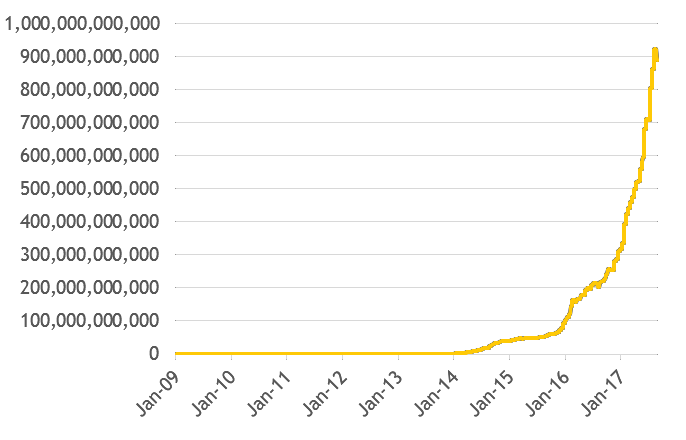 1,000,000,000,000
900,000,000,000
800,000,000,000
700,000,000,000
600,000,000,000
500,000,000,000
400,000,000,000
300,000,000,000
200,000,000,000
100,000,000,000
0
Jan-09
Jan-10
Jan-11
Jan-12
Jan-13
Jan-14
Jan-15
Jan-16
Jan-17